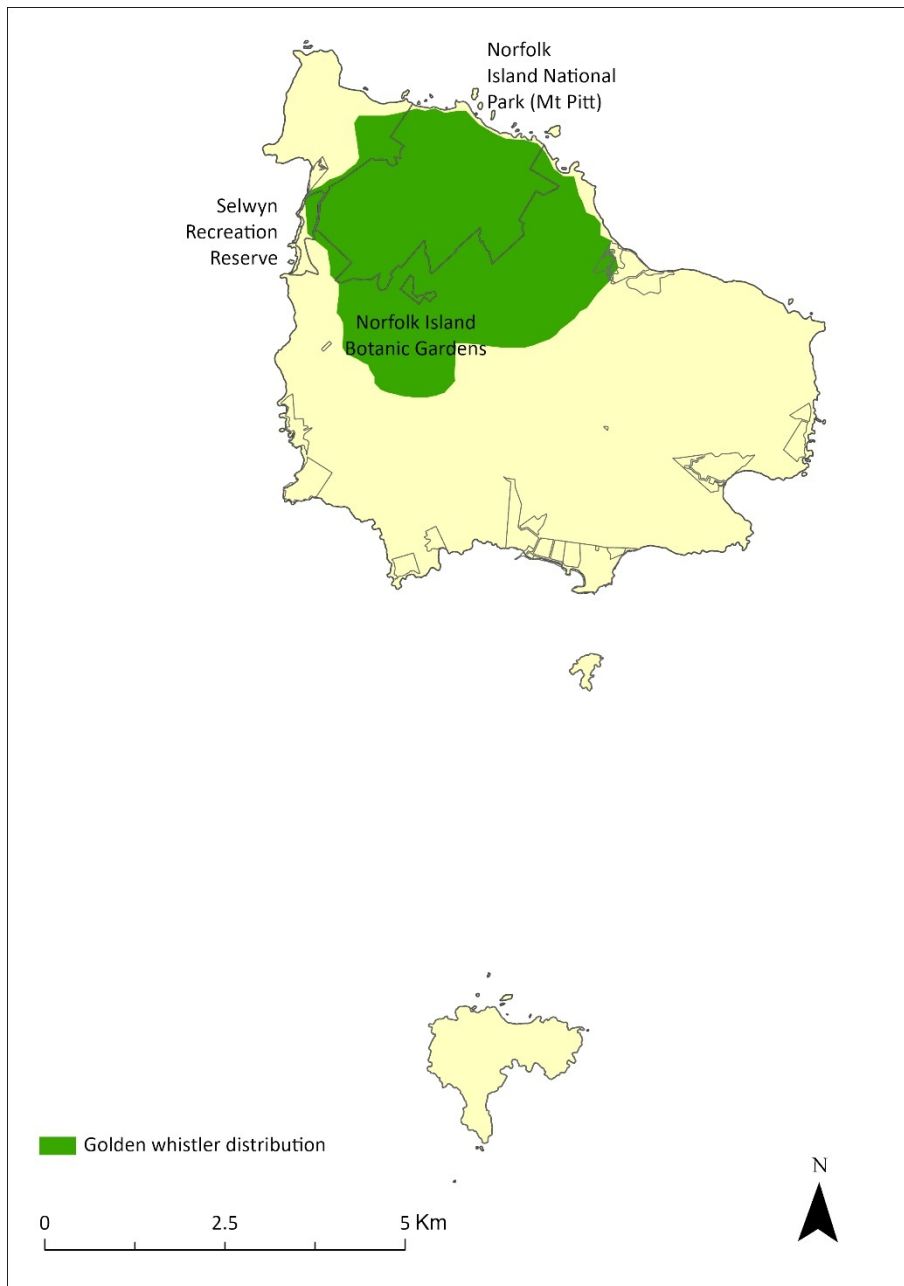 Norfolk
Island National
Park (Mt Pitt)
Selwyn
Recreation
Reserve
Norfolk Island
Botanic Gardens
Golden whistler distribution
N
0 2.5 5 Km